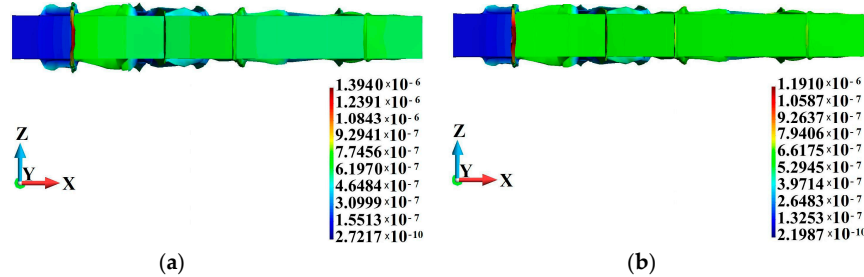 1.3940×10-6
1.2391×10-6
1.0843×10-6
9.2941×10-7
7.7456×10-7
6.1970×10-7
4.6484×10-7
3.0999×10-7
1.5513×10-7
2.7217×10-10
Z
Y
X
(a)
1.1910×10-6
1.0587×10-7
9.2637×10-7
7.9406×10-7
6.6175×10-7
5.2945×10-7
3.9714×10-7
2.6483×10-7
1.3253×10-7
2.1987×10-10
Z
Y
X
(b)